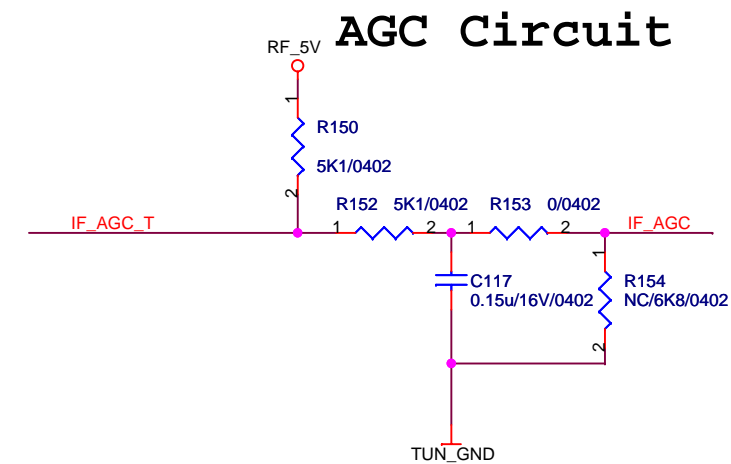 AGC Circuit
RF_5V
1
R150
5K1/0402
2
R152 5K1/0402 R153 0/0402
IF_AGC_T 1 2 1 2 IF_AGC
1
C117 R154
0.15u/16V/0402 NC/6K8/0402
2
TUN_GND